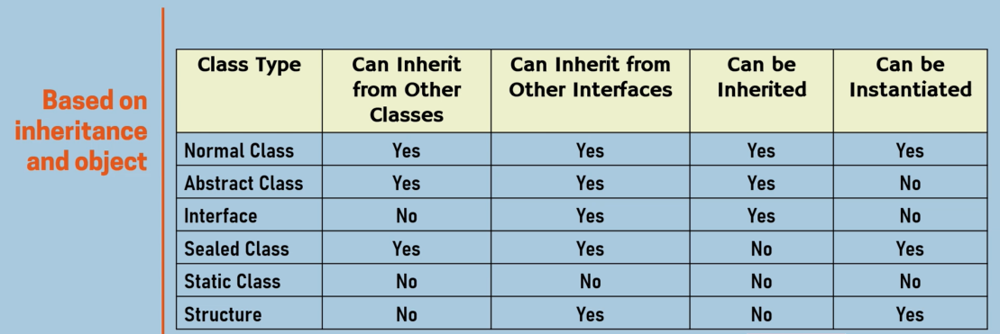 Based on
inheritance
and object
Class Type
Can Inherit
from Other
Classes
Can Inherit from
Other Interfaces
Can be
Inherited
Can be
Instantiated
Normal Class Yes Yes Yes Yes
Abstract Class Yes Yes Yes No
Interface No Yes Yes No
Sealed Class Yes Yes No Yes
Static Class No No No No
Structure No Yes No Yes